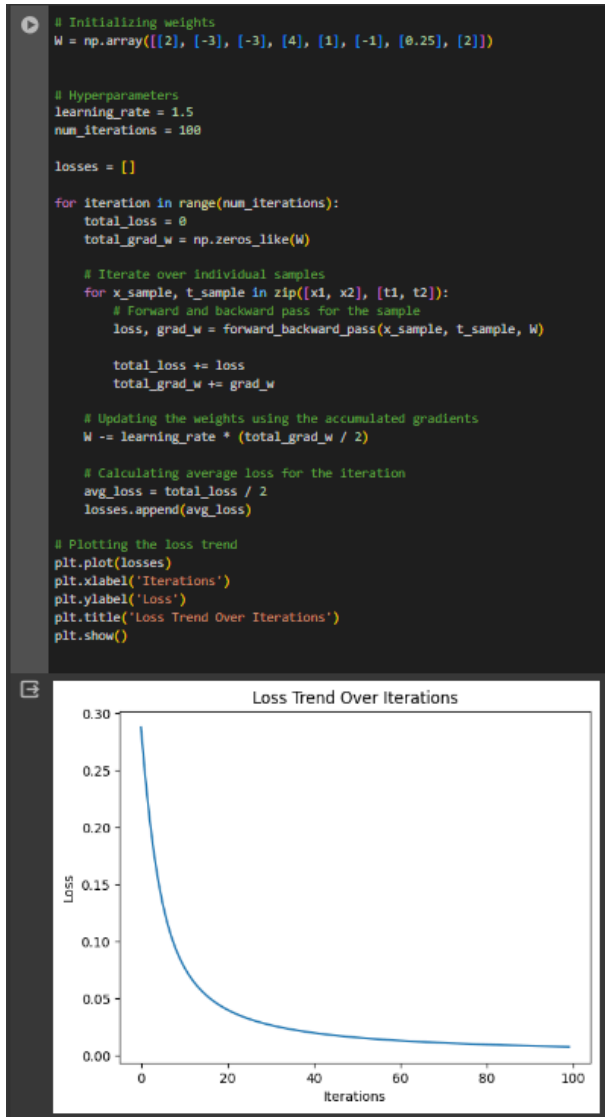 # Initializing weights
W = np.array([[2], [-3], [-3], [4], [1], [-1], [0.25], [2]])
# Hyperparameters
learning_rate = 1.5
num_iterations = 100
losses = []
for iteration in range(num_iterations):
    total_loss = 0
    total_grad_w = np.zeros_like(W)
    # Iterate over individual samples
    for x_sample, t_sample in zip([x1, x2], [t1, t2]):
        # Forward and backward pass for the sample
        loss, grad_w = forward_backward_pass(x_sample, t_sample, W)
        total_loss += loss
        total_grad_w += grad_w
    # Updating the weights using the accumulated gradients
    W -= learning_rate * (total_grad_w / 2)
    # Calculating average loss for the iteration
    avg_loss = total_loss / 2
    losses.append(avg_loss)
# Plotting the loss trend
plt.plot(losses)
plt.xlabel('Iterations')
plt.ylabel('Loss')
plt.title('Loss Trend Over Iterations')
plt.show()
Loss Trend Over Iterations
0.30
0.25
0.20
0.15
0.10
0.05
0.00
Loss
0 20 40 60 80 100
Iterations